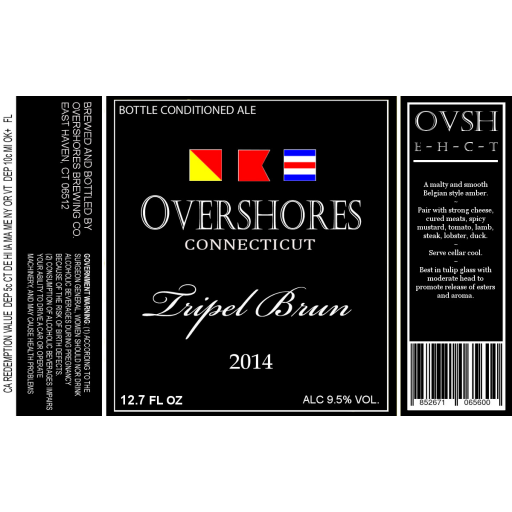 CA REDEMPTION VALUE DEP 5c CT DE HI IA MA ME NY OR VT DEP 10c MI OK+ FL
BREWED AND BOTTLED BY
OVERSHORES BREWING CO.
EAST HAVEN, CT 06512
GOVERNMENT WARNING: (1) ACCORDING TO THE
SURGEON GENERAL, WOMEN SHOULD NOR DRINK
ALCOHOLIC BEVERAGES DURING PREGNANCY
BECAUSE OF THE RISK OF BIRTH DEFECTS.
(2) CONSUMPTION OF ALCOHOLIC BEVERAGES IMPAIRS
YOUR ABILITY TO DRIVE A CAR OR OPERATE
MACHINERY, AND MAY CAUSE HEALTH PROBLEMS
BOTTLE CONDITIONED ALE
OVERSHORES
CONNECTICUT
Tripel Brun
2014
12.7 FL OZ
ALC 9.5% VOL.
OVSH
E-H-C-T
A malty and smooth
Belgian style amber.
~
Pair with strong cheese,
cured meats, spicy
mustard, tomato, lamb,
steak, lobster, duck.
~
Serve cellar cool.
~
Best in tulip glass with
moderate head to
promote release of esters
and aroma.
852671 065600